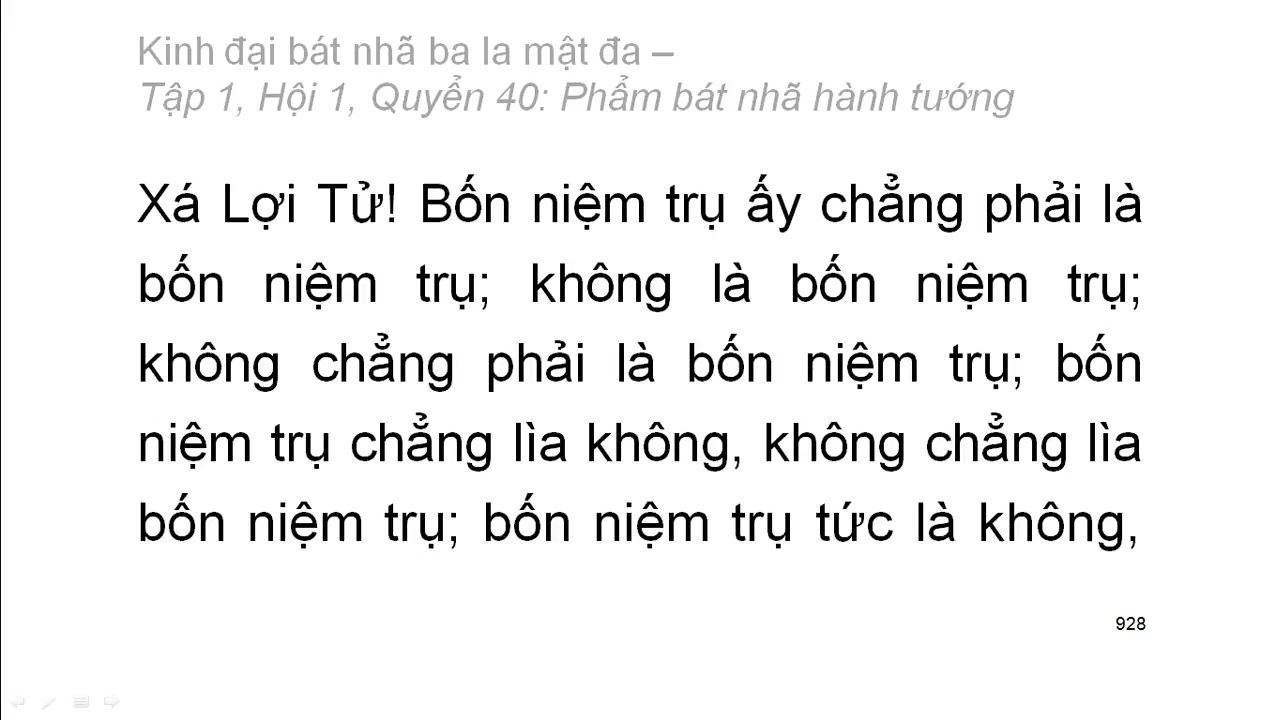 Kinh đại bát nhã ba la mật đa –
Tập 1, Hội 1, Quyển 40: Phẩm bát nhã hành tướng
Xá Lợi Tử! Bốn niệm trụ ấy chẳng phải là
bốn niệm trụ; không là bốn niệm trụ;
không chẳng phải là bốn niệm trụ; bốn
niệm trụ chẳng lìa không, không chẳng lìa
bốn niệm trụ; bốn niệm trụ tức là không,
928